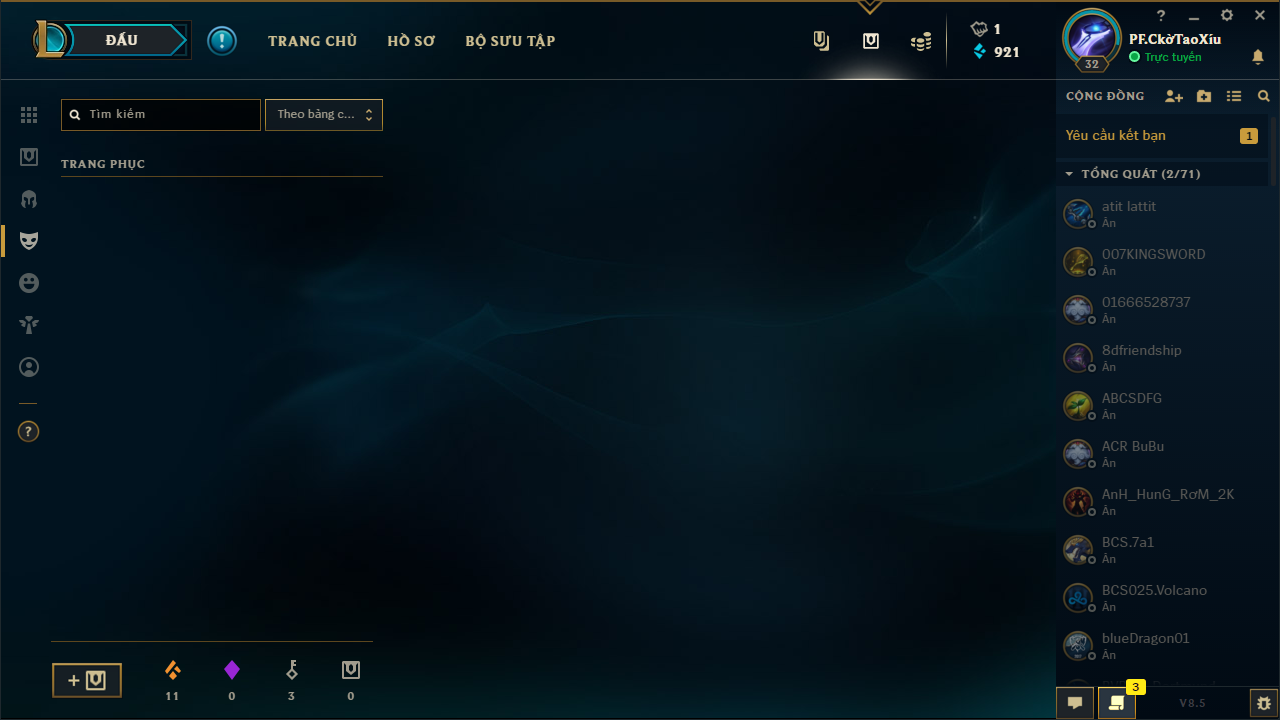 ĐẤU
TRANG CHỦ
HỒ SƠ
BỘ SƯU TẬP
1
921
32
PF.CkờTaoXíu
Trực tuyến
CỘNG ĐỒNG
Yêu cầu kết bạn
1
TỔNG QUÁT (2/71)
Tìm kiếm
Theo bảng c...
TRANG PHỤC
atit lattit
Ẩn
007KINGSWORD
Ẩn
01666528737
Ẩn
8dfriendship
Ẩn
ABCSDFG
Ẩn
ACR BuBu
Ẩn
AnH_HunG_RơM_2K
Ẩn
BCS.7a1
Ẩn
BCS025.Volcano
Ẩn
blueDragon01
Ẩn
11
0
3
0
3
V8.5